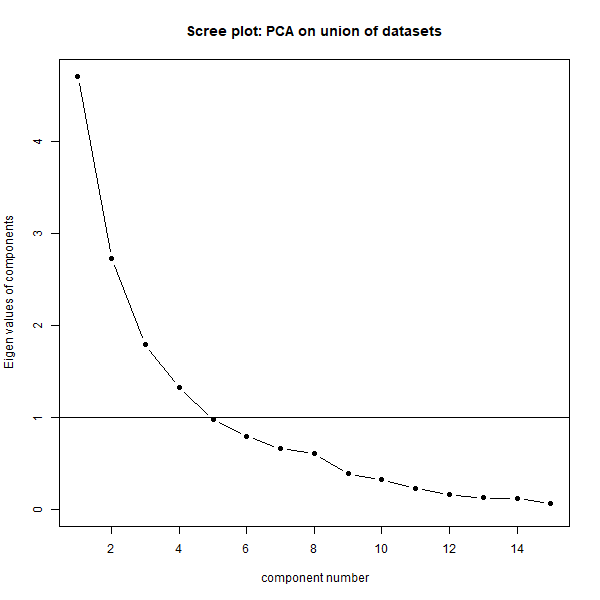 Scree plot: PCA on union of datasets
Eigen values of components
4
3
2
1
0
2 4 6 8 10 12 14
component number